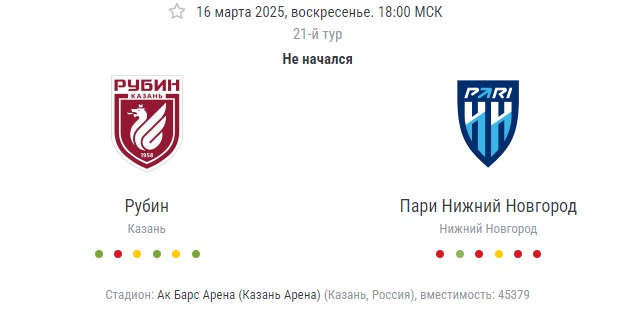 16 марта 2025, воскресенье. 18:00 МСК
21-й тур
Не начался
РУБИН
КАЗАНЬ
1958
PARI
Рубин
Пари Нижний Новгород
Казань
Нижний Новгород
Стадион: Ак Барс Арена (Казань Арена) (Казань, Россия), вместимость: 45379